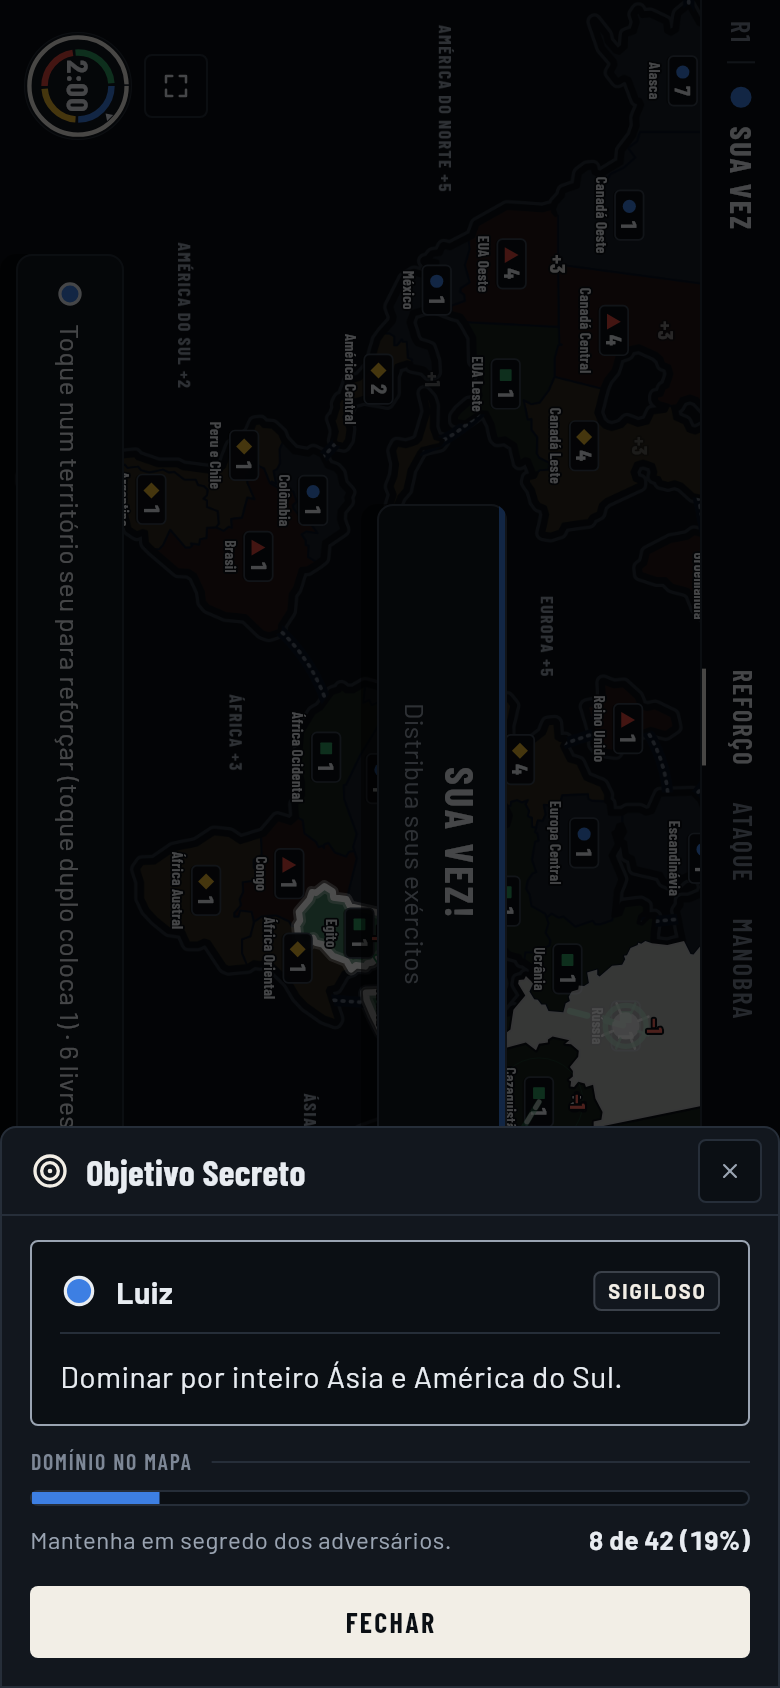 R1
SUA VEZ
REFORÇO
ATAQUE
MANOBRA
2:00
AMÉRICA DO NORTE +5
AMÉRICA DO SUL +2
EUROPA +5
ÁFRICA +3
ÁSIA
7
Alasca
1
Canadá Oeste
4
Canadá Central
4
Canadá Leste
4
EUA Oeste
1
EUA Leste
1
México
2
América Central
+3
+3
+3
+1
1
Colômbia
1
Peru e Chile
1
Brasil
1
1
Reino Unido
4
1
Europa Central
Escandinávia
1
Ucrânia
Rússia
-1
-1
1
1
1
África Ocidental
1
Congo
1
Egito
1
África Oriental
1
África Austral
SUA VEZ!
Distribua seus exércitos
Toque num território seu para reforçar (toque duplo coloca 1) · 6 livres
Objetivo Secreto
×
Luiz
SIGILOSO
Dominar por inteiro Ásia e América do Sul.
DOMÍNIO NO MAPA
Mantenha em segredo dos adversários.
8 de 42 (19%)
FECHAR